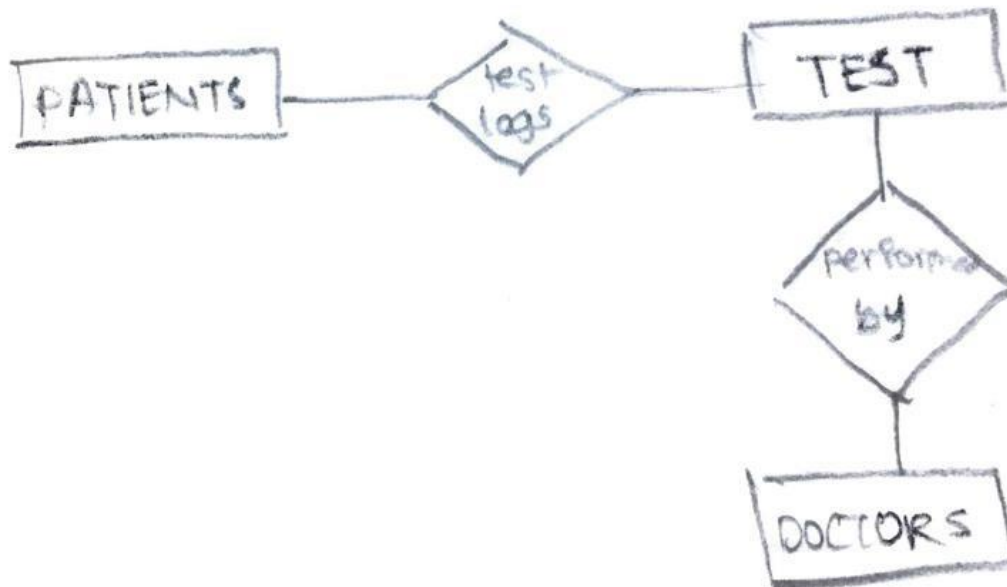 PATIENTS
test
logs
TEST
performed
by
DOCTORS